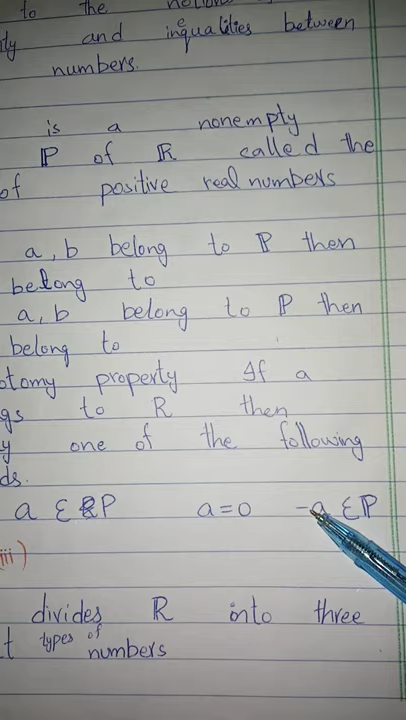 to the
and inequalities between
numbers.
is a nonempty
P of R called the
of positive real numbers
a, b belong to P then
belong to
a, b belong to P then
belong to
otomy property If a
gs to R then
y one of the following
ds.
a ∈ P a = 0 -a ∈ P
iii)
divides R into three
t types of numbers